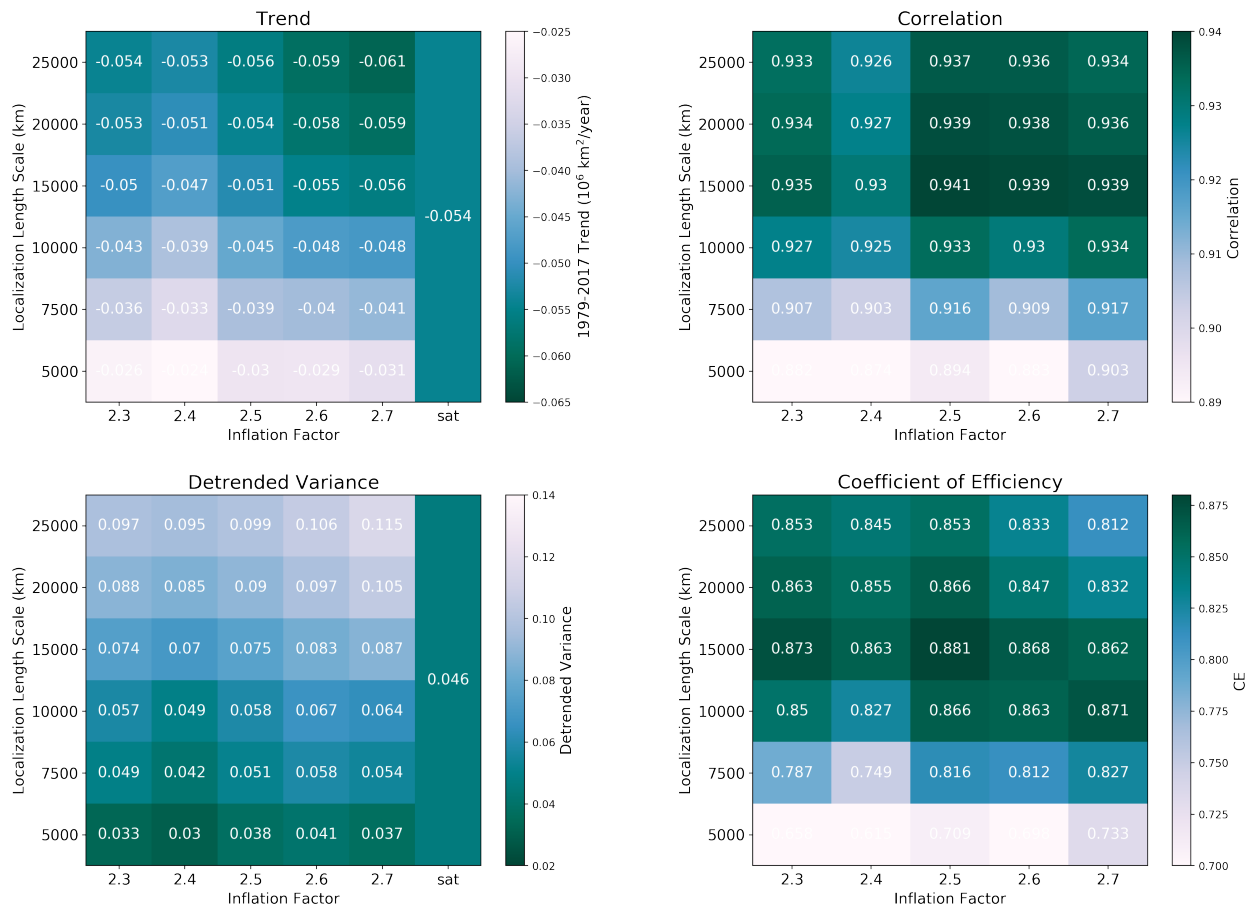 Trend
25000 -0.054 -0.053 -0.056 -0.059 -0.061
20000 -0.053 -0.051 -0.054 -0.058 -0.059
15000 -0.05 -0.047 -0.051 -0.055 -0.056
-0.054
10000 -0.043 -0.039 -0.045 -0.048 -0.048
7500 -0.036 -0.033 -0.039 -0.04 -0.041
5000 -0.026 -0.03 -0.029 -0.031
2.3 2.4 2.5 2.6 2.7 sat
Inflation Factor
Localization Length Scale (km)
−0.025
−0.030
−0.035
−0.040
−0.045
−0.050
−0.055
−0.060
−0.065
1979-2017 Trend (10⁶ km²/year)
Correlation
25000 0.933 0.926 0.937 0.936 0.934
20000 0.934 0.927 0.939 0.938 0.936
15000 0.935 0.93 0.941 0.939 0.939
10000 0.927 0.925 0.933 0.93 0.934
7500 0.907 0.903 0.916 0.909 0.917
5000 0.894 0.903
2.3 2.4 2.5 2.6 2.7
Inflation Factor
Localization Length Scale (km)
0.94
0.93
0.92
0.91
0.90
0.89
Correlation
Detrended Variance
25000 0.097 0.095 0.099 0.106 0.115
20000 0.088 0.085 0.09 0.097 0.105
15000 0.074 0.07 0.075 0.083 0.087
0.046
10000 0.057 0.049 0.058 0.067 0.064
7500 0.049 0.042 0.051 0.058 0.054
5000 0.033 0.03 0.038 0.041 0.037
2.3 2.4 2.5 2.6 2.7 sat
Inflation Factor
Localization Length Scale (km)
0.14
0.12
0.10
0.08
0.06
0.04
0.02
Detrended Variance
Coefficient of Efficiency
25000 0.853 0.845 0.853 0.833 0.812
20000 0.863 0.855 0.866 0.847 0.832
15000 0.873 0.863 0.881 0.868 0.862
10000 0.85 0.827 0.866 0.863 0.871
7500 0.787 0.749 0.816 0.812 0.827
5000 0.709 0.733
2.3 2.4 2.5 2.6 2.7
Inflation Factor
Localization Length Scale (km)
0.875
0.850
0.825
0.800
0.775
0.750
0.725
0.700
CE